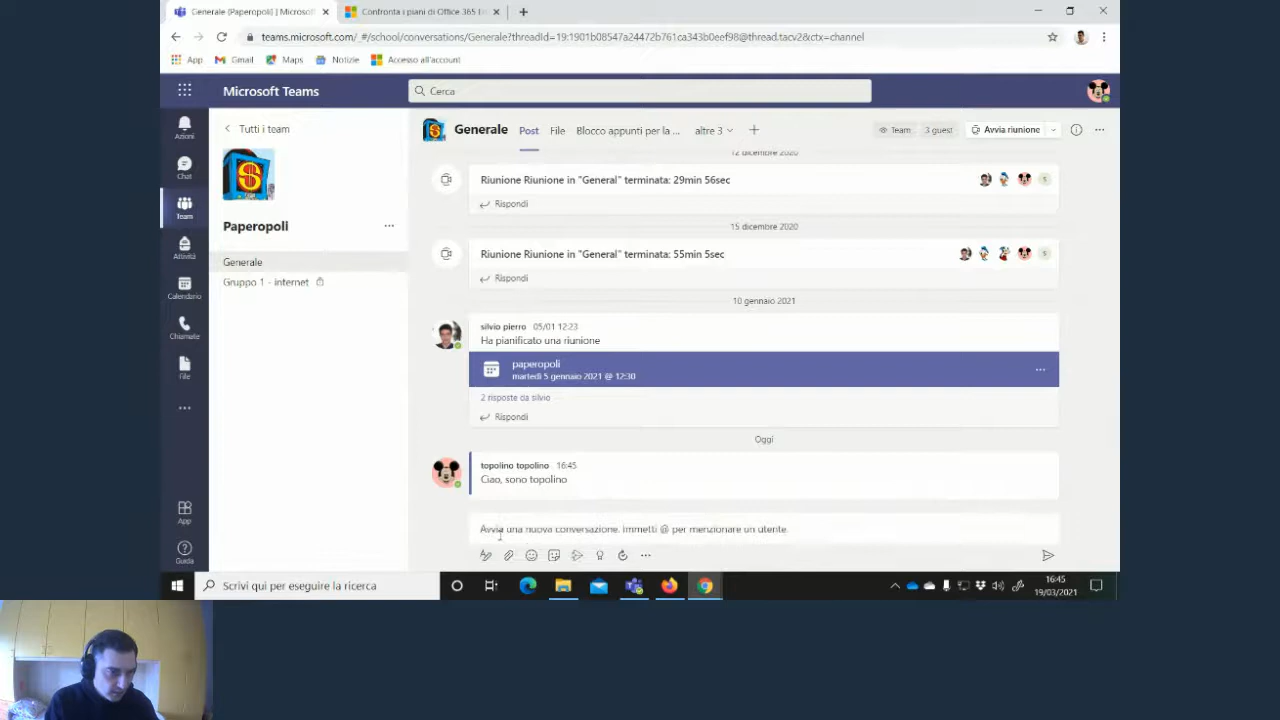 Generale (Paperopoli) | Microsof
Confronta i piani di Office 365 E
teams.microsoft.com/_#/school/conversations/Generale?threadId=19:1901b08547a24472b761ca343b0eef98@thread.tacv2&ctx=channel
App
Gmail
Maps
Notizie
Accesso all'account
Microsoft Teams
Cerca
Azioni
Chat
Team
Attività
Calendario
Chiamate
File
App
Guida
Tutti i team
Paperopoli
Generale
Gruppo 1 - internet
Generale
Post
File
Blocco appunti per la ...
altre 3
Team
3 guest
Avvia riunione
12 dicembre 2020
Riunione Riunione in "General" terminata: 29min 56sec
Rispondi
15 dicembre 2020
Riunione Riunione in "General" terminata: 55min 5sec
Rispondi
10 gennaio 2021
silvio pierro 05/01 12:23
Ha pianificato una riunione
paperopoli
martedì 5 gennaio 2021 @ 12:30
2 risposte da silvio
Rispondi
Oggi
topolino topolino 16:45
Ciao, sono topolino
Avvia una nuova conversazione. Immetti @ per menzionare un utente.
Scrivi qui per eseguire la ricerca
16:45
19/03/2021